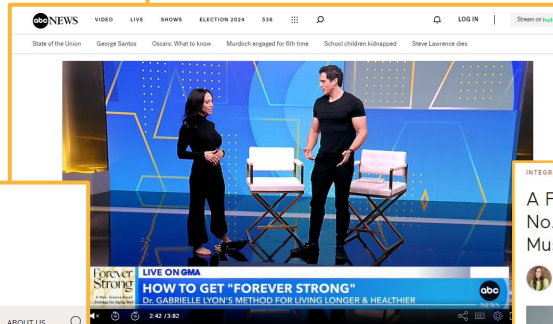 abc NEWS VIDEO LIVE SHOWS ELECTION 2024 538 LOG IN Stream on
State of the Union George Santos Oscars: What to know Murdoch engaged for 6th time School children kidnapped Steve Lawrence dies
INTEGR
A F
No.
Mu
Forever
Strong
LIVE ON GMA
HOW TO GET "FOREVER STRONG"
Dr. GABRIELLE LYON'S METHOD FOR LIVING LONGER & HEALTHIER
abc
NEWS
2:42 / 3:02
ABOUT US